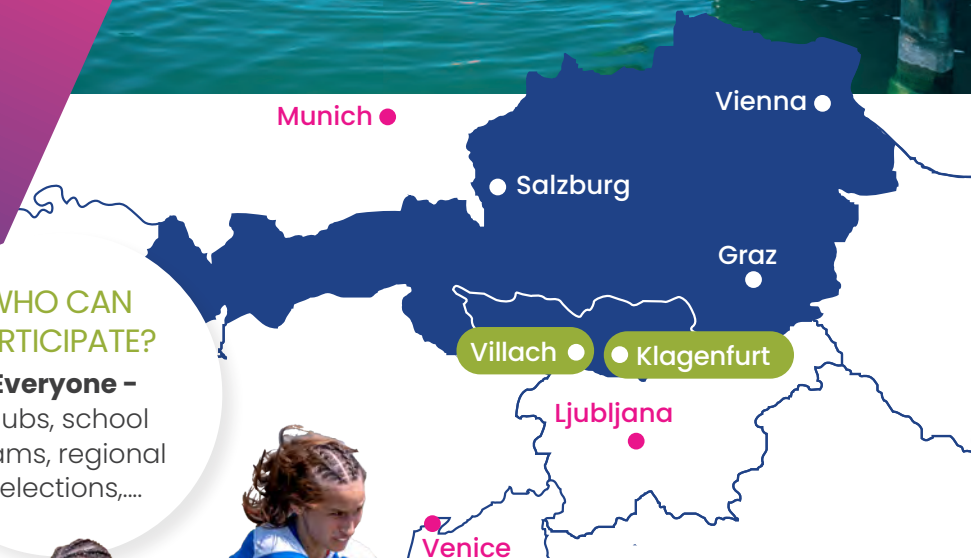 Munich
Vienna
Salzburg
Graz
Villach
Klagenfurt
Ljubljana
Venice
WHO CAN
RTICIPATE?
Everyone -
ubs, school
ams, regional
elections,....